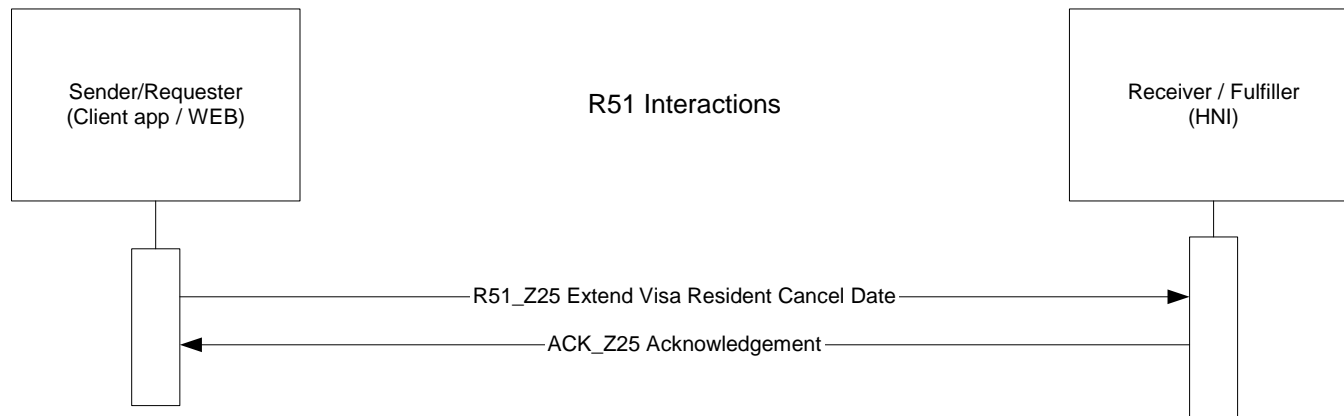 Sender/Requester
(Client app / WEB)
R51 Interactions
Receiver / Fulfiller
(HNI)
R51_Z25 Extend Visa Resident Cancel Date
ACK_Z25 Acknowledgement